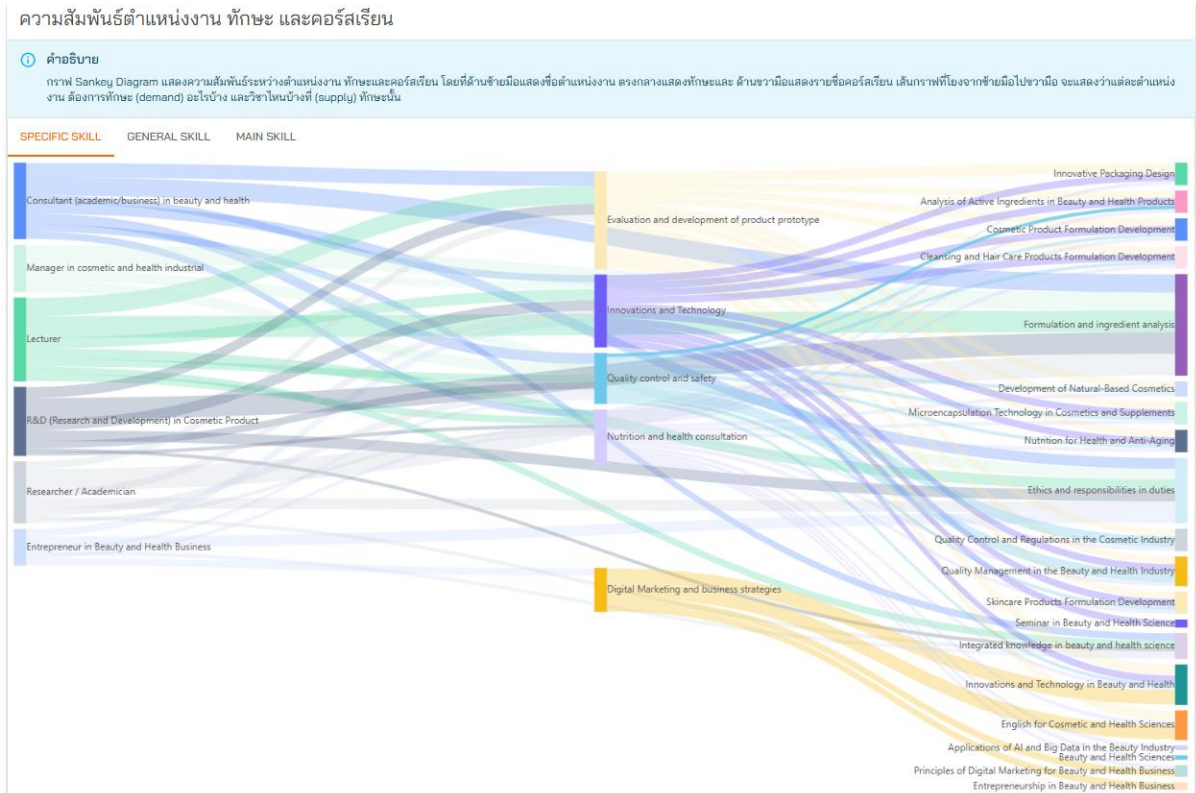 ความสัมพันธ์ตำแหน่งงาน ทักษะ และคอร์สเรียน
คำอธิบาย
กราฟ Sankey Diagram แสดงความสัมพันธ์ระหว่างตำแหน่งงาน ทักษะและคอร์สเรียน โดยที่ด้านซ้ายมือแสดงชื่อตำแหน่งงาน ตรงกลางแสดงทักษะและ ด้านขวามือแสดงรายชื่อคอร์สเรียน เส้นกราฟที่โยงจากซ้ายมือไปขวามือ จะแสดงว่าแต่ละตำแหน่ง
งาน ต้องการทักษะ (demand) อะไรบ้าง และวิชาไหนบ้างที่ (supply) ทักษะนั้น
SPECIFIC SKILL GENERAL SKILL MAIN SKILL
Consultant (academic/business) in beauty and health
Manager in cosmetic and health industrial
Lecturer
R&D (Research and Development) in Cosmetic Product
Researcher / Academician
Entrepreneur in Beauty and Health Business
Evaluation and development of product prototype
Innovations and Technology
Quality control and safety
Nutrition and health consultation
Digital Marketing and business strategies
Innovative Packaging Design
Analysis of Active Ingredients in Beauty and Health Products
Cosmetic Product Formulation Development
Cleansing and Hair Care Products Formulation Development
Formulation and ingredient analysis
Development of Natural-Based Cosmetics
Microencapsulation Technology in Cosmetics and Supplements
Nutrition for Health and Anti-Aging
Ethics and responsibilities in duties
Quality Control and Regulations in the Cosmetic Industry
Quality Management in the Beauty and Health Industry
Skincare Products Formulation Development
Seminar in Beauty and Health Science
Integrated knowledge in beauty and health science
Innovations and Technology in Beauty and Health
English for Cosmetic and Health Sciences
Applications of AI and Big Data in the Beauty Industry
Beauty and Health Sciences
Principles of Digital Marketing for Beauty and Health Business
Entrepreneurship in Beauty and Health Business